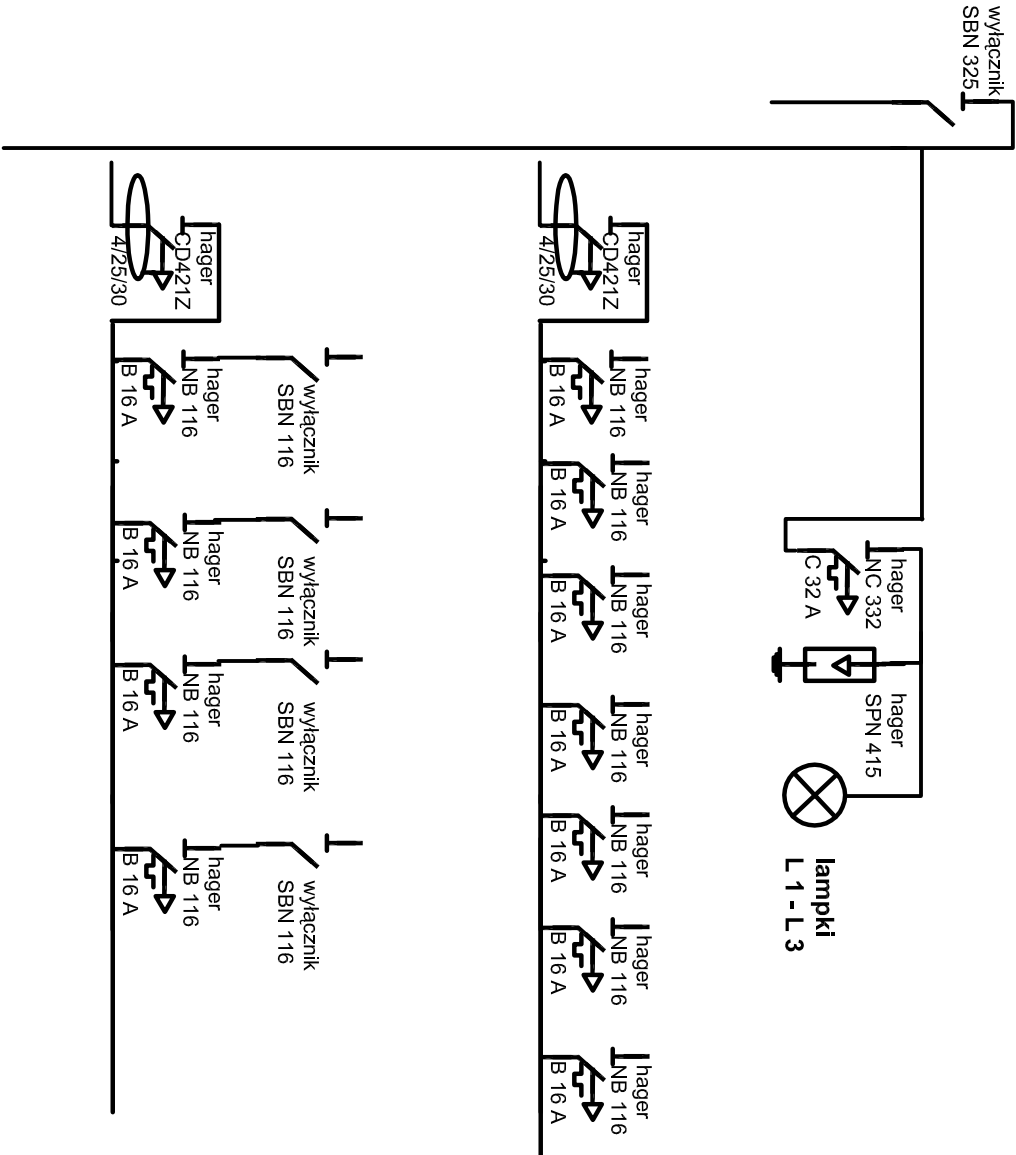 wyłącznik
SBN 325
hager
NC 332
C 32 A
hager
SPN 415
lampki
L 1 - L 3
hager
CD421Z
4/25/30
hager
NB 116
B 16 A
hager
NB 116
B 16 A
hager
NB 116
B 16 A
hager
NB 116
B 16 A
hager
NB 116
B 16 A
hager
NB 116
B 16 A
hager
NB 116
B 16 A
hager
CD421Z
4/25/30
wyłącznik
SBN 116
hager
NB 116
B 16 A
wyłącznik
SBN 116
hager
NB 116
B 16 A
wyłącznik
SBN 116
hager
NB 116
B 16 A
wyłącznik
SBN 116
hager
NB 116
B 16 A